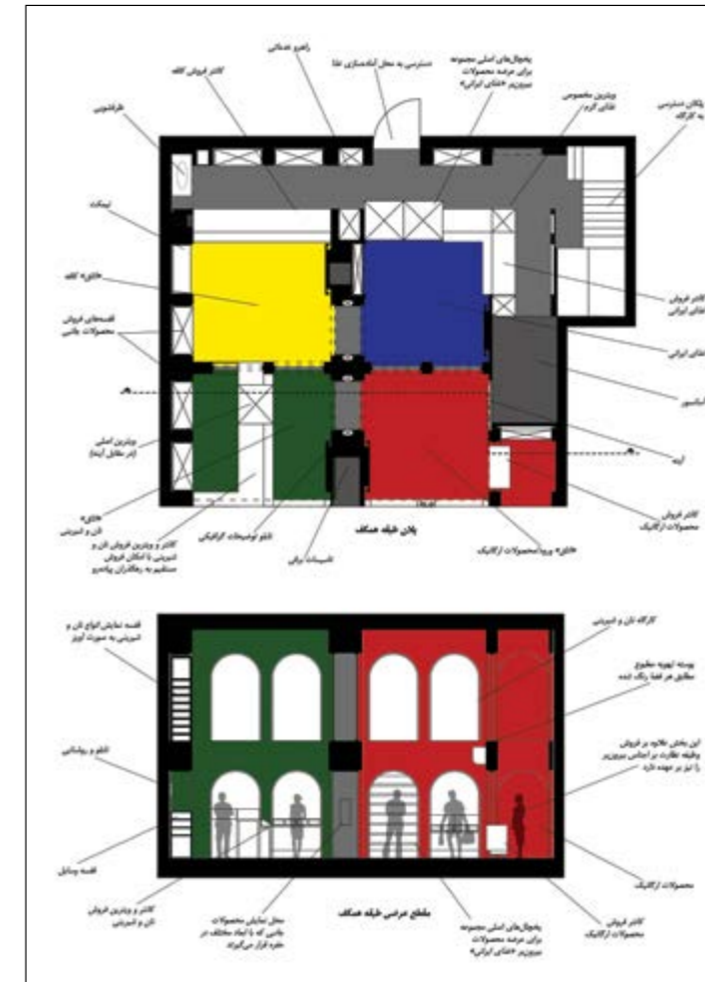 راهرو خدماتی
کانتر فروش کافه
ظرفشویی
نیمکت
«اتاق» کافه
قفسه‌های فروش
محصولات جانبی
ویترین اصلی
(در مقابل آینه)
«اتاق»
نان و شیرینی
کانتر و ویترین فروش نان و
شیرینی با امکان فروش
مستقیم به رهگذران پیاده‌رو
دسترسی به محل آماده‌سازی غذا
یخچال‌های اصلی مجموعه
برای عرضه محصولات
بیرون‌بر «غذای ایرانی»
ویترین مخصوص
غذای گرم
پلکان دسترسی
به کارگاه
کانتر فروش
غذای ایرانی
غذای ایرانی
آسانسور
آینه
کانتر فروش
محصولات ارگانیک
«اتاق» ورود/محصولات ارگانیک
تابلو توضیحات گرافیکی
تاسیسات برقی
پلان طبقه همکف
قفسه نمایش انواع نان و
شیرینی به صورت آویز
تابلو و روشنایی
قفسه وسایل
کانتر و ویترین فروش
نان و شیرینی
محل نمایش محصولات
جانبی که با ابعاد مختلف در
حفره قرار می‌گیرند
کارگاه نان و شیرینی
پوسته تهویه مطبوع
مطابق هر فضا رنگ شده
این بخش علاوه بر فروش
وظیفه نظارت بر اجناس بیرون‌بر
را نیز بر عهده دارد
محصولات ارگانیک
کانتر فروش
محصولات ارگانیک
یخچال‌های اصلی مجموعه
برای عرضه محصولات
بیرون‌بر «غذای ایرانی»
مقطع عرضی طبقه همکف